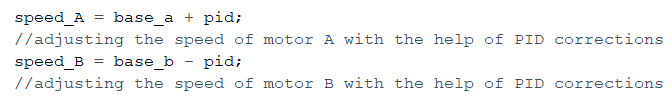 speed_A = base_a + pid;
//adjusting the speed of motor A with the help of PID corrections
speed_B = base_b - pid;
//adjusting the speed of motor B with the help of PID corrections